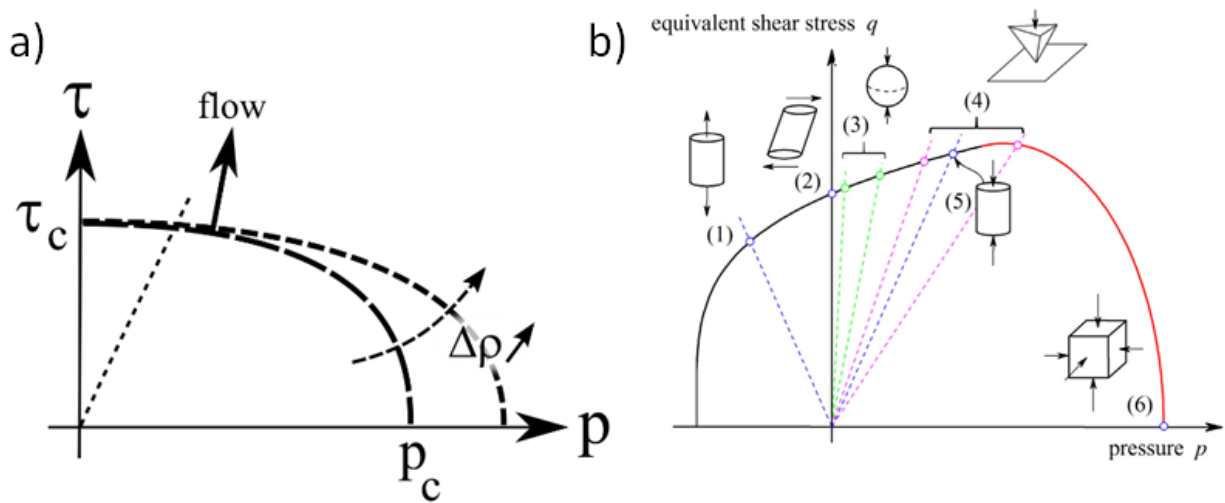 a)
τ
flow
τc
Δρ
p
pc
b)
equivalent shear stress q
(4)
(3)
(2)
(1)
(5)
(6)
pressure p